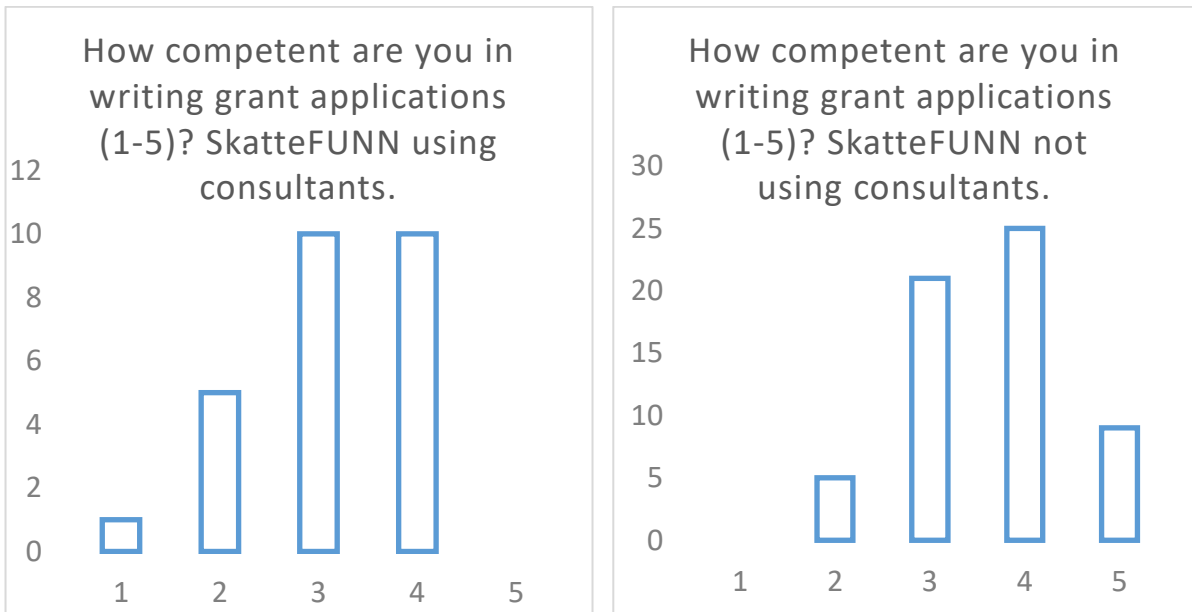 How competent are you in
writing grant applications
(1-5)? SkatteFUNN using
consultants.
12
10
8
6
4
2
0
1 2 3 4 5
How competent are you in
writing grant applications
(1-5)? SkatteFUNN not
using consultants.
30
25
20
15
10
5
0
1 2 3 4 5